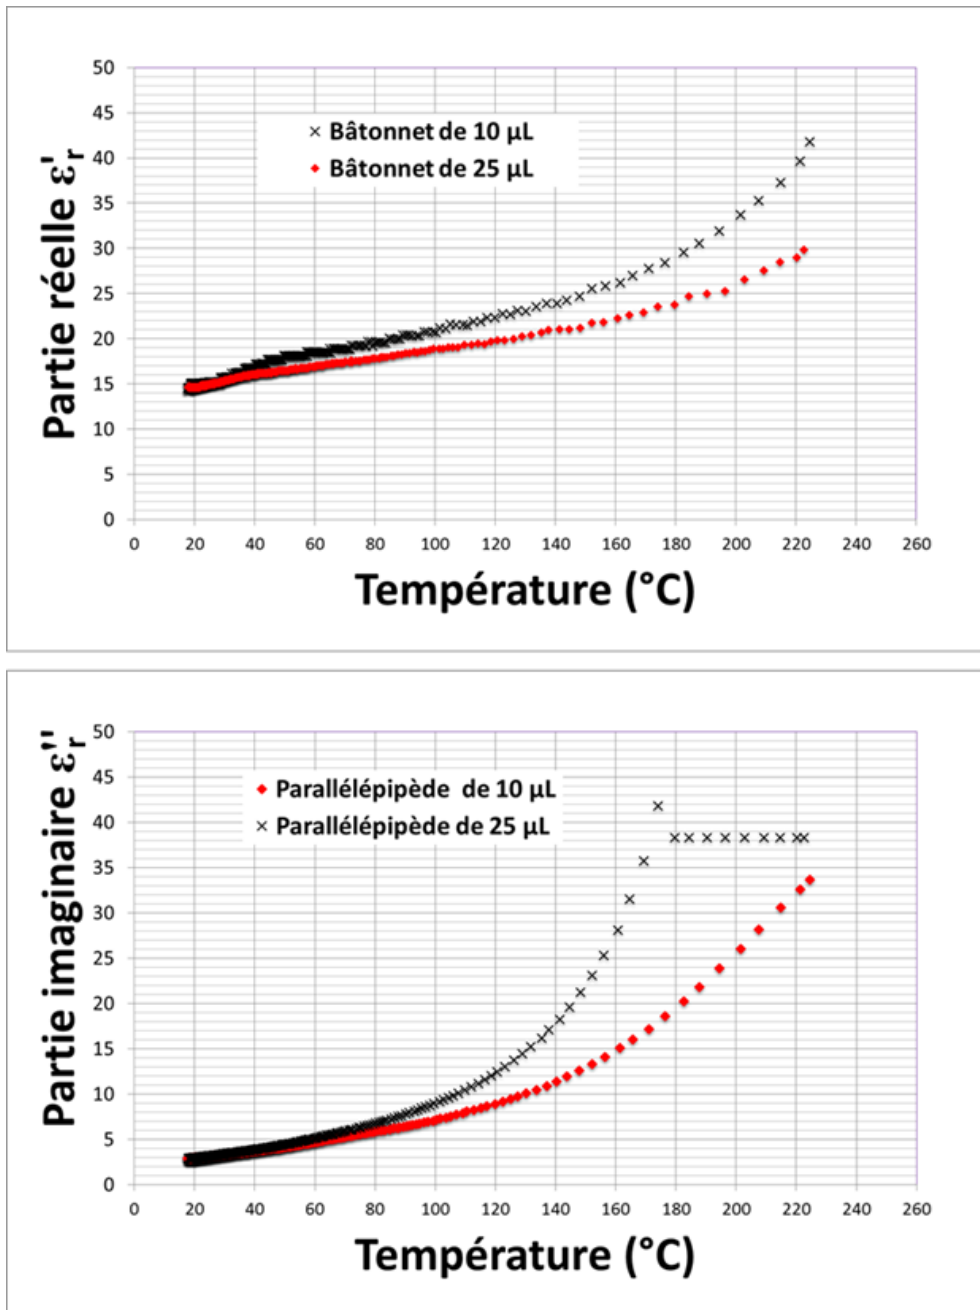 50
45
40
35
30
25
20
15
10
5
0
Partie réelle ε'r
Bâtonnet de 10 µL
Bâtonnet de 25 µL
0 20 40 60 80 100 120 140 160 180 200 220 240 260
Température (°C)
50
45
40
35
30
25
20
15
10
5
0
Partie imaginaire ε''r
Parallélépipède de 10 µL
Parallélépipède de 25 µL
0 20 40 60 80 100 120 140 160 180 200 220 240 260
Température (°C)